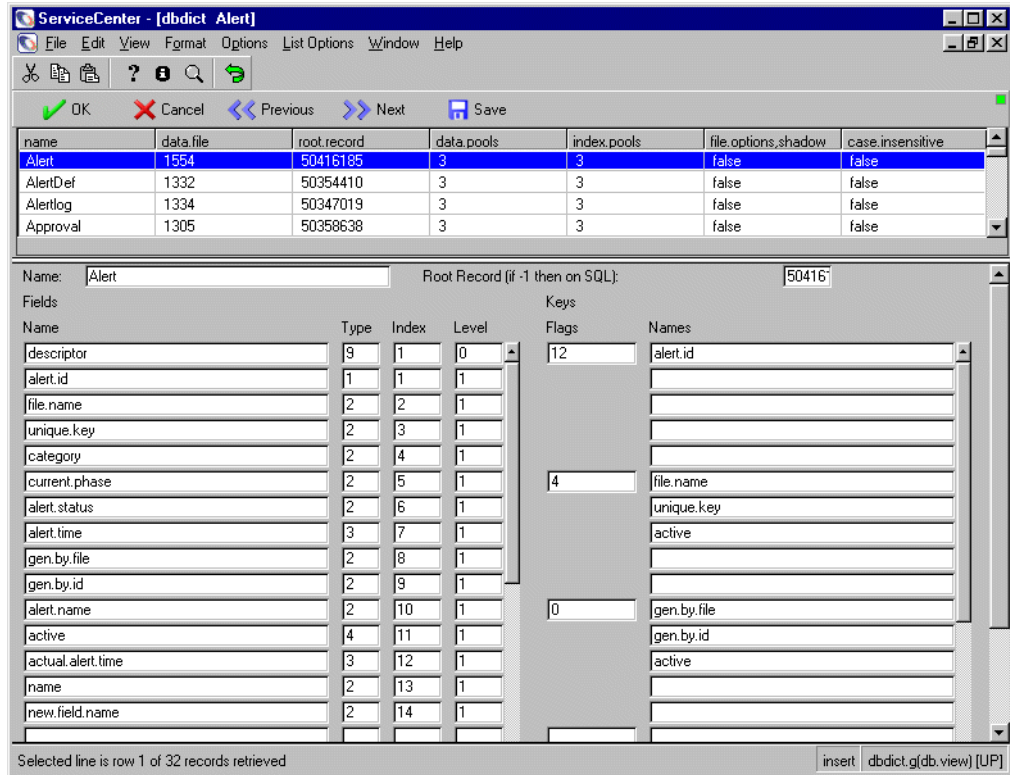 ServiceCenter - [dbdict Alert]
File Edit View Format Options List Options Window Help
OK Cancel Previous Next Save
name data.file root.record data.pools index.pools file.options,shadow case.insensitive
Alert 1554 50416185 3 3 false false
AlertDef 1332 50354410 3 3 false false
Alertlog 1334 50347019 3 3 false false
Approval 1305 50358638 3 3 false false
Name: Alert Root Record (if -1 then on SQL): 50416
Fields Keys
Name Type Index Level Flags Names
descriptor 9 1 0 12 alert.id
alert.id 1 1 1
file.name 2 2 1
unique.key 2 3 1
category 2 4 1
current.phase 2 5 1 4 file.name
alert.status 2 6 1 unique.key
alert.time 3 7 1 active
gen.by.file 2 8 1
gen.by.id 2 9 1
alert.name 2 10 1 0 gen.by.file
active 4 11 1 gen.by.id
actual.alert.time 3 12 1 active
name 2 13 1
new.field.name 2 14 1
Selected line is row 1 of 32 records retrieved insert dbdict.g(db.view) [UP]